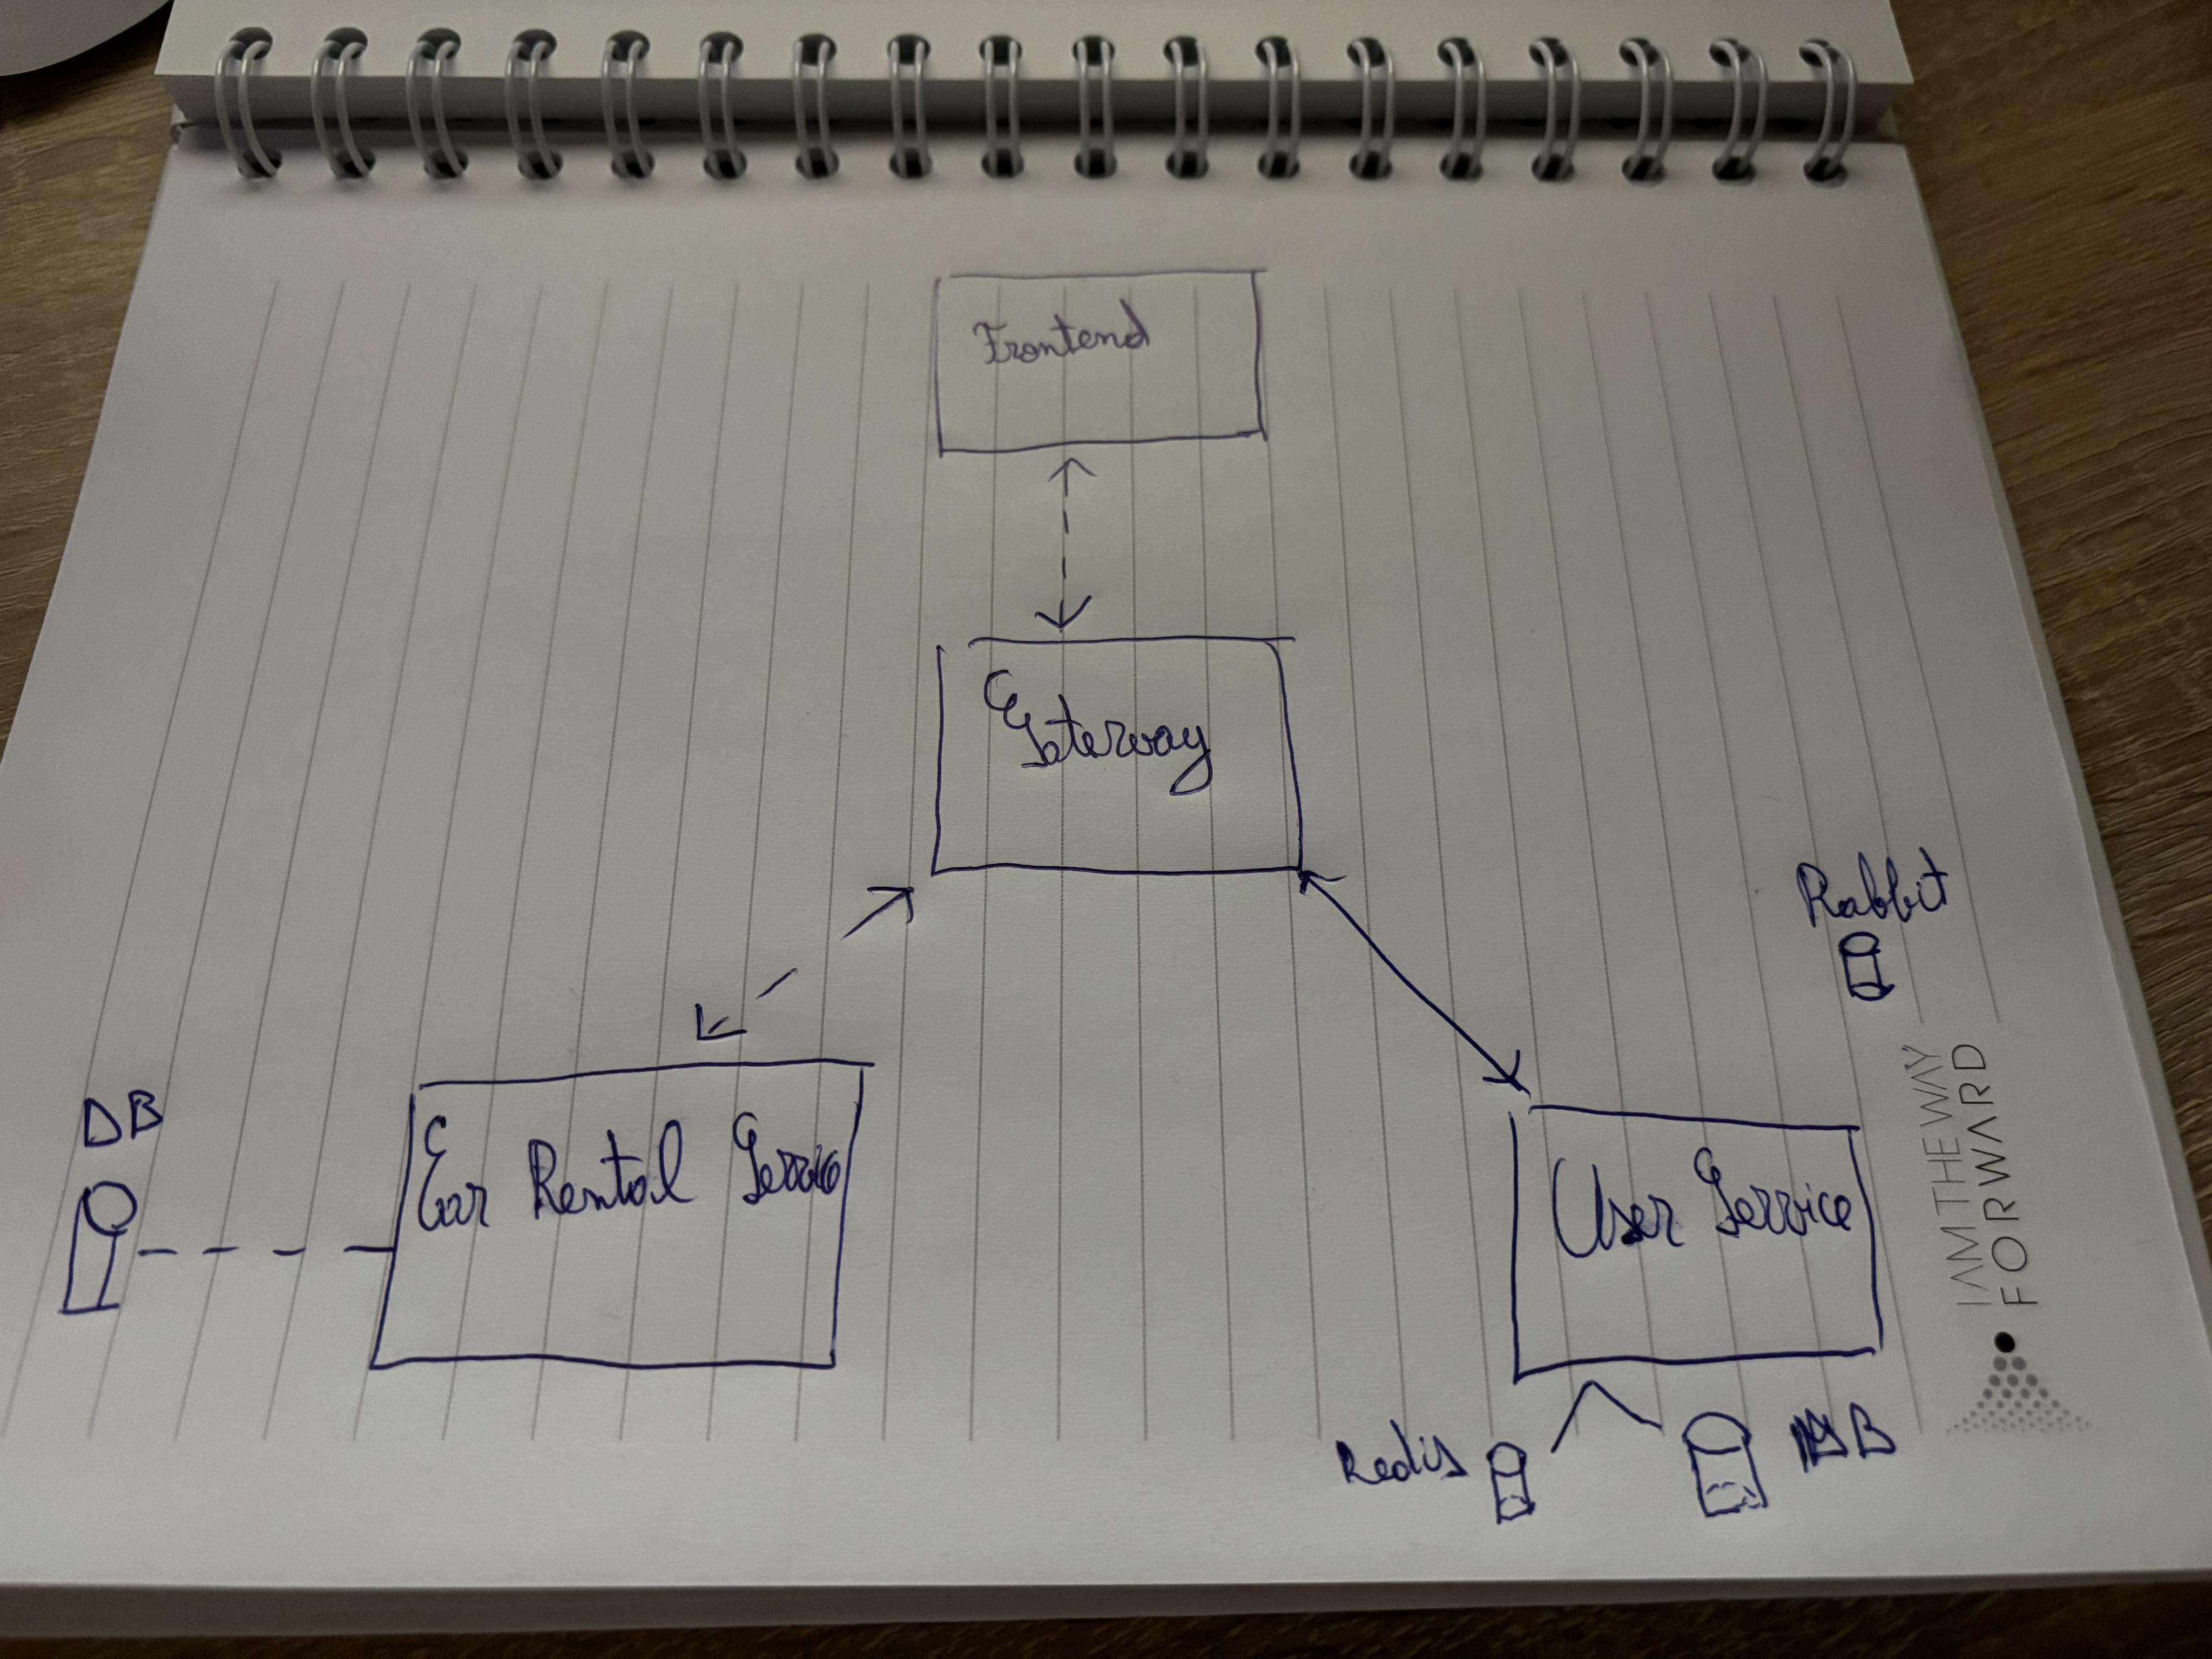 Frontend
Gateway
Rabbit
I AM THE WAY
FORWARD
DB
Car Rental Service
User Service
Redis
DB